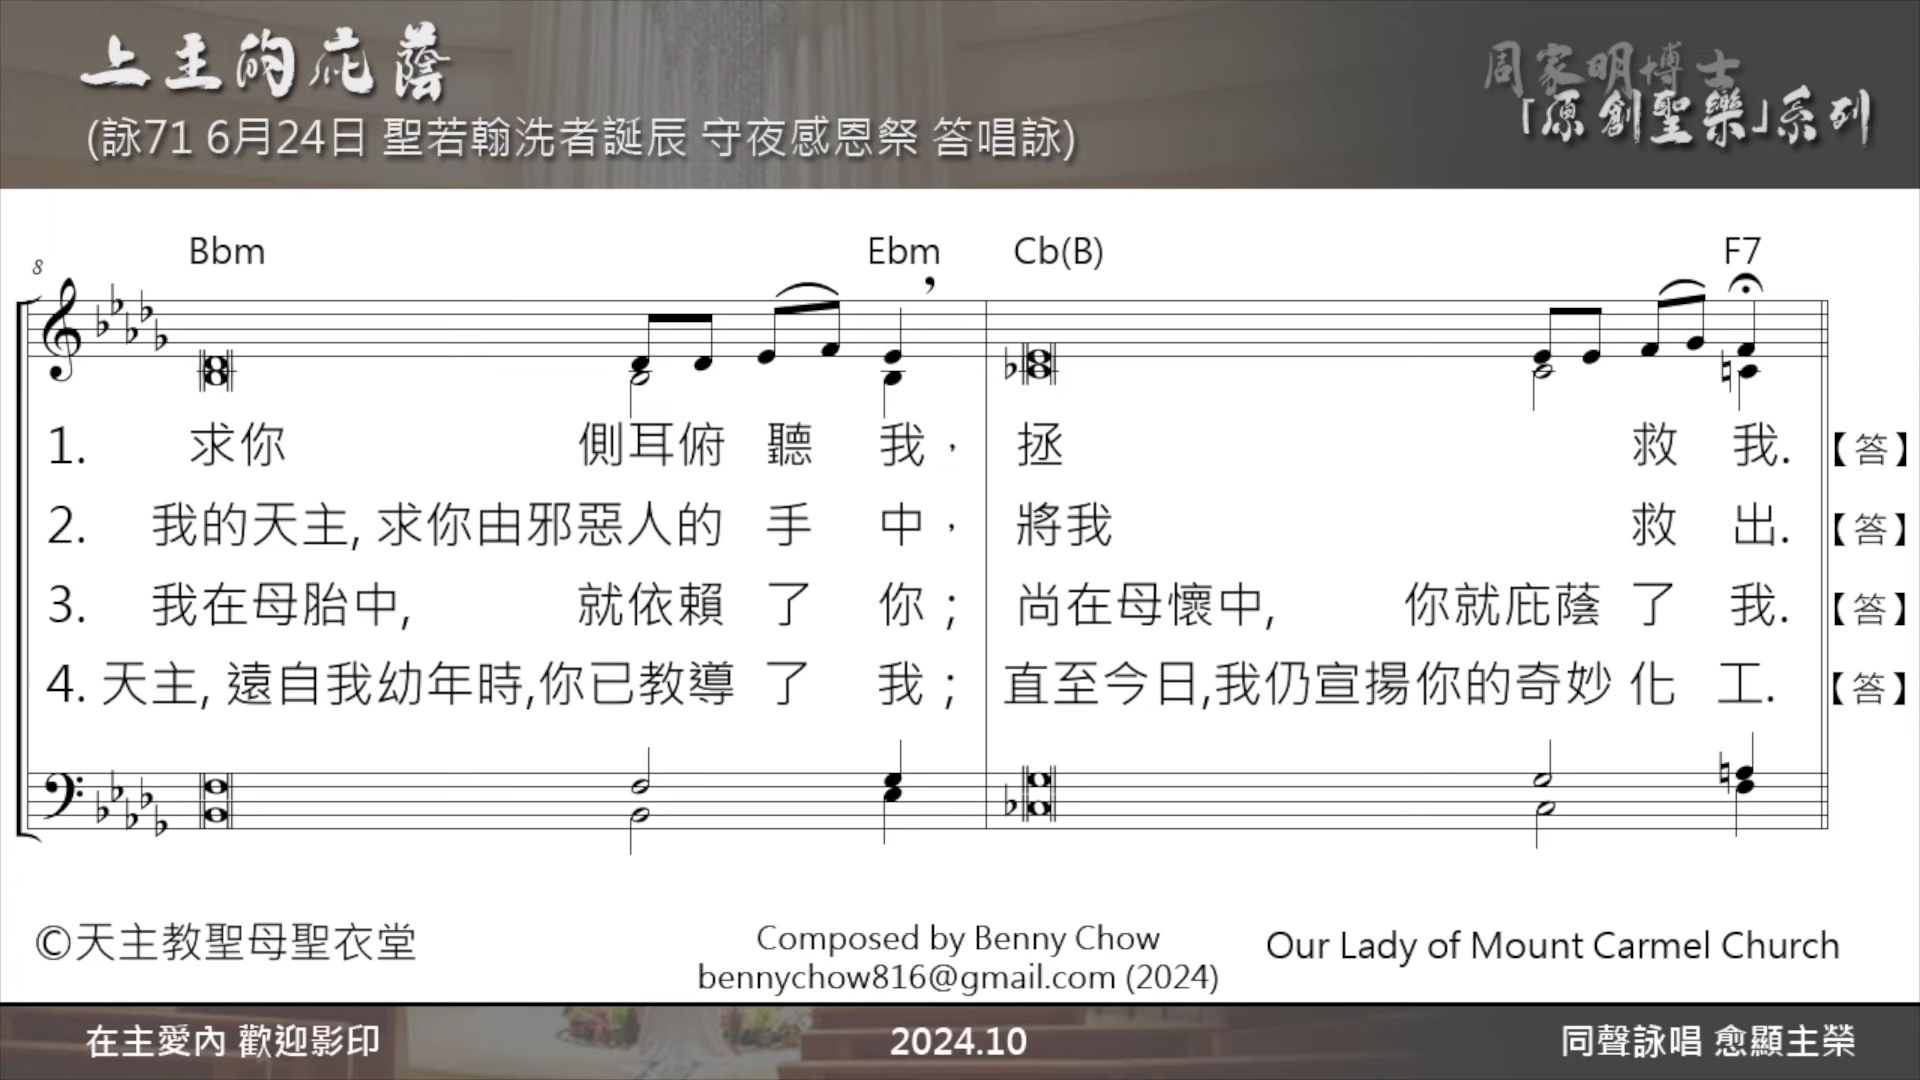 上主的庇蔭
(詠71 6月24日 聖若翰洗者誕辰 守夜感恩祭 答唱詠)
周家明博士
「原創聖樂」系列
8
Bbm Ebm Cb(B) F7
1. 求你 側耳俯 聽 我， 拯 救 我. 【答】
2. 我的天主, 求你由邪惡人的 手 中， 將我 救 出. 【答】
3. 我在母胎中, 就依賴 了 你； 尚在母懷中, 你就庇蔭 了 我. 【答】
4. 天主, 遠自我幼年時,你已教導 了 我； 直至今日,我仍宣揚你的奇妙 化 工. 【答】
©天主教聖母聖衣堂
Composed by Benny Chow
bennychow816@gmail.com (2024)
Our Lady of Mount Carmel Church
在主愛內 歡迎影印
2024.10
同聲詠唱 愈顯主榮